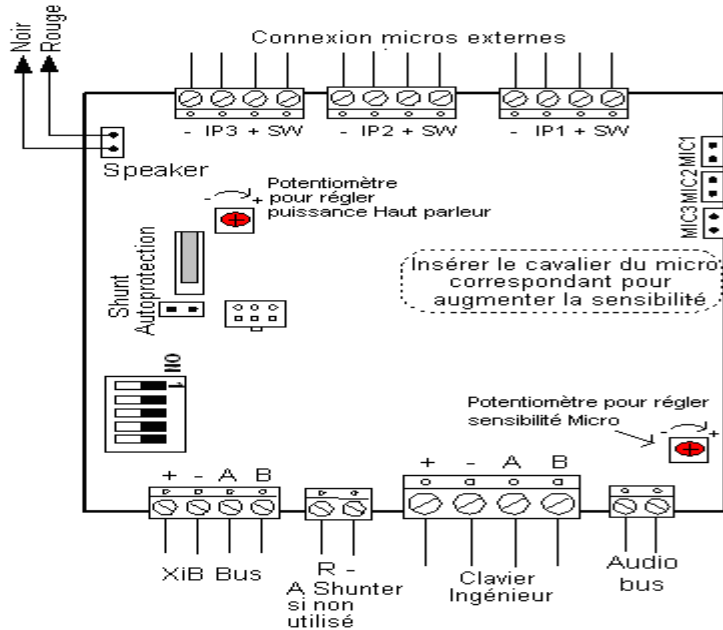 Noir
Rouge
Connexion micros externes
- IP3 + SW
- IP2 + SW
- IP1 + SW
Speaker
MIC1
MIC2
MIC3
Potentiomètre
pour régler
puissance Haut parleur
- +
Shunt
Autoprotection
Insérer le cavalier du micro
correspondant pour
augmenter la sensibilité
ON
1
Potentiomètre pour régler
sensibilité Micro
- +
+ - A B
+ - A B
XiB Bus
R -
A Shunter
si non
utilisé
Clavier
Ingénieur
Audio
bus